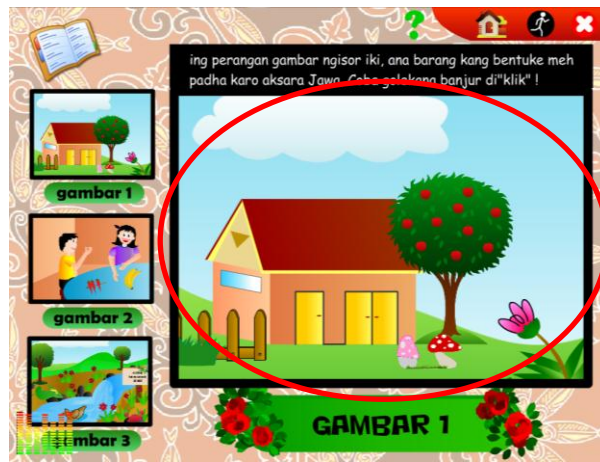 ?
ing perangan gambar ngisor iki, ana barang kang bentuke meh
padha karo aksara Jawa. Coba golekana banjur di"klik" !
gambar 1
gambar 2
mbar 3
GAMBAR 1